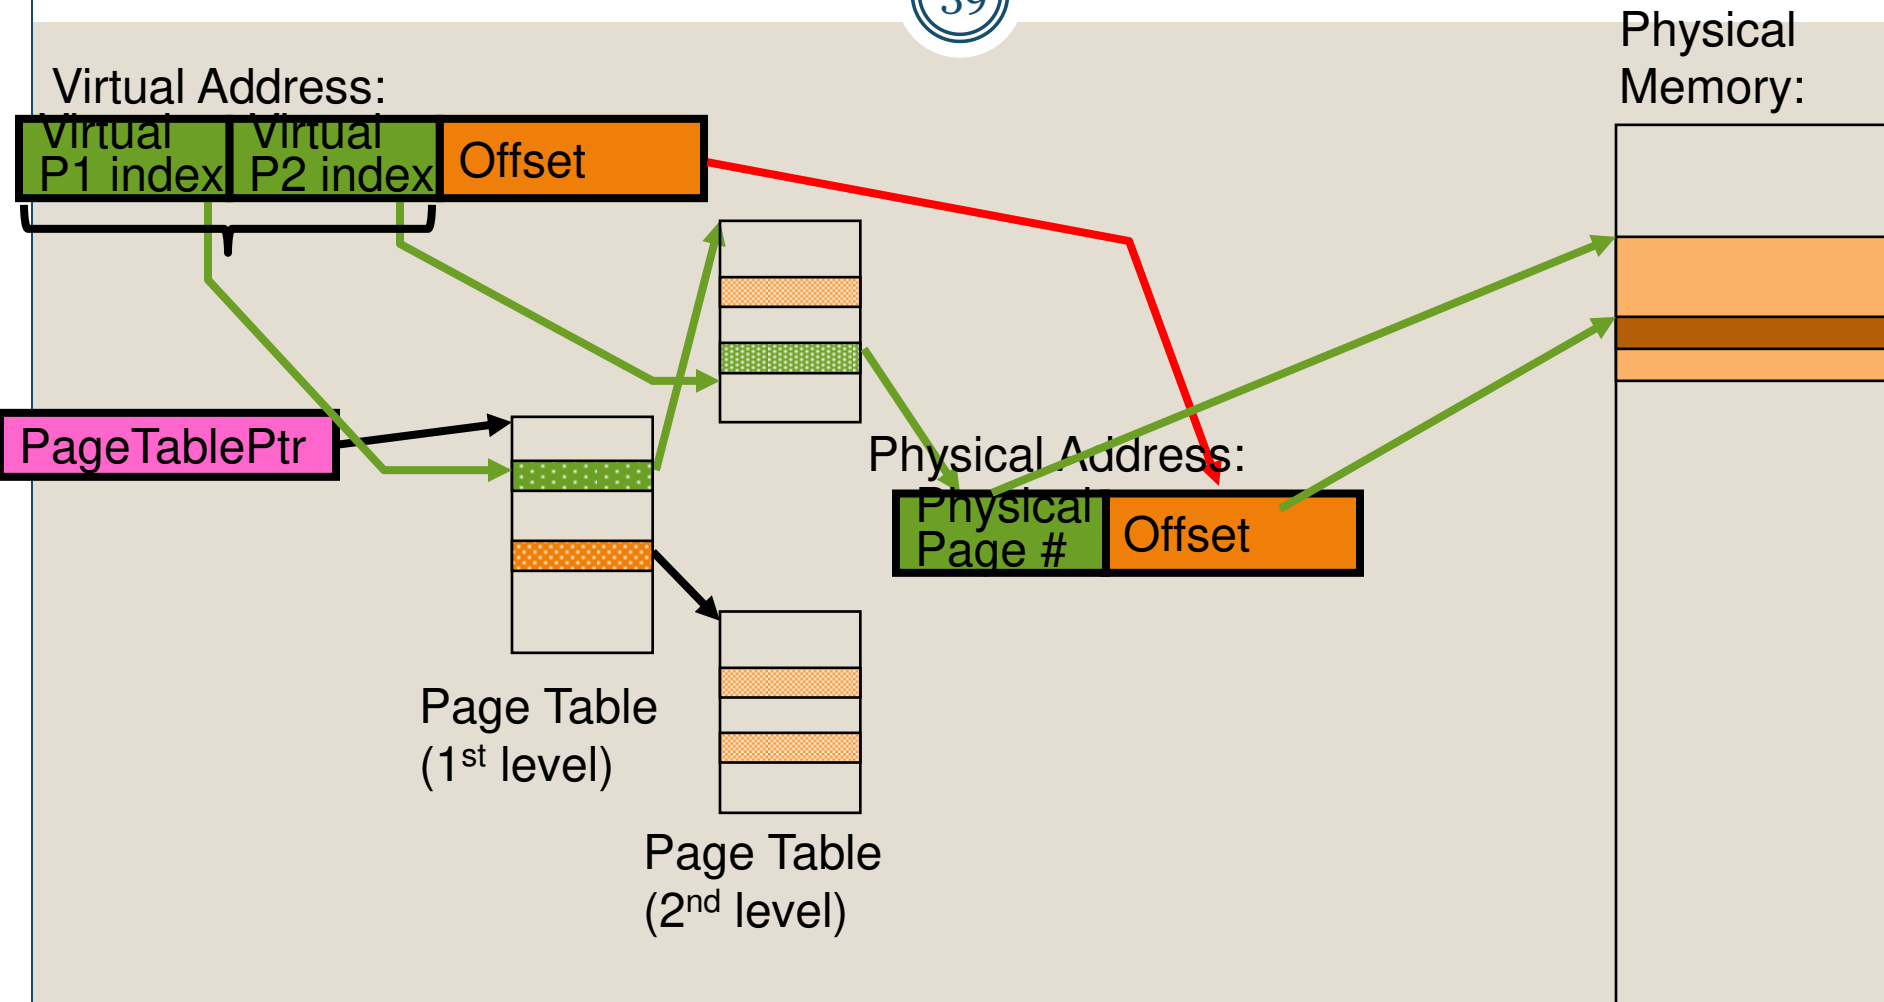 39
Physical
Memory:
Virtual Address:
Virtual
P1 index
Virtual
P2 index
Offset
PageTablePtr
Physical Address:
Physical
Page #
Offset
Page Table
(1st level)
Page Table
(2nd level)